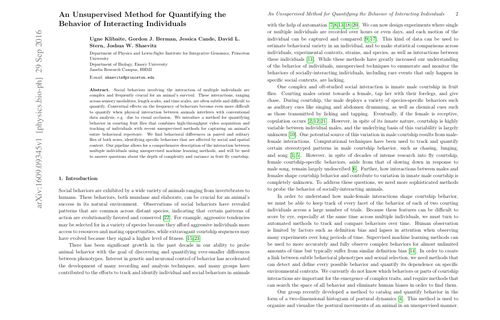 An Unsupervised Method for Quantifying the
Behavior of Interacting Individuals
Ugne Klibaite, Gordon J. Berman, Jessica Cande, David L.
Stern, Joshua W. Shaevitz
Department of Physics and Lewis-Sigler Institute for Integrative Genomics, Princeton
University
Department of Biology, Emory University
Janelia Research Campus, HHMI
E-mail: shaevitz@princeton.edu
Abstract. Social behaviors involving the interaction of multiple individuals are
complex and frequently crucial for an animal's survival. These interactions, ranging
across sensory modalities, length scales, and time scales, are often subtle and difficult to
quantify. Contextual effects on the frequency of behaviors become even more difficult
to quantify when physical interaction between animals interferes with conventional
data analysis, e.g. due to visual occlusion. We introduce a method for quantifying
behavior in courting fruit flies that combines high-throughput video acquisition and
tracking of individuals with recent unsupervised methods for capturing an animal's
entire behavioral repertoire. We find behavioral differences in paired and solitary
flies of both sexes, identifying specific behaviors that are affected by social and spatial
context. Our pipeline allows for a comprehensive description of the interaction between
multiple individuals using unsupervised machine learning methods, and will be used
to answer questions about the depth of complexity and variance in fruit fly courtship.
1. Introduction
Social behaviors are exhibited by a wide variety of animals ranging from invertebrates to
humans. These behaviors, both mundane and elaborate, can be crucial for an animal's
success in its natural environment. Observations of social behaviors have revealed
patterns that are common across distant species, indicating that certain patterns of
action are evolutionarily favored and conserved [22]. For example, aggressive tendencies
may be selected for in a variety of species because they afford aggressive individuals more
access to resources and mating opportunities, while extravagant courtship sequences may
have evolved because they signal a higher level of fitness
There has been significant growth in the past decade in our ability to probe
animal behavior with the goal of discovering and quantifying ever-smaller differences
between phenotypes. Interest in genetic and neuronal control of behavior has accelerated
the development of many recording and analysis techniques, and many groups have
contributed to the efforts to track and identify individual and social behaviors in animals
arXiv:1609.09345v1 [physics.bio-ph] 29 Sep 2016
An Unsupervised Method for Quantifying the Behavior of Interacting Individuals 2
with the help of automation We can now design experiments where single
or multiple individuals are recorded over hours or even days, and each motion of the
individual can be captured and compared This kind of data can be used to
estimate behavioral variety in an individual, and to make statistical comparisons across
individuals, experimental contexts, strains, and species, as well as interactions between
these individuals While these methods have greatly increased our understanding
of the behavior of individuals, unsupervised techniques to enumerate and monitor the
behaviors of socially-interacting individuals, including rare events that only happen in
specific social contexts, are lacking.
One complex and oft-studied social interaction in insects is male courtship in fruit
flies. Courting males orient towards a female, tap her with their forelegs, and give
chase. During courtship, the male deploys a variety of species-specific behaviors such
as auditory cues like singing and abdomen drumming, as well as chemical cues such
as those transmitted by licking and tapping. Eventually, if the female is receptive,
copulation occurs However, in spite of its innate nature, courtship is highly
variable between individual males, and the underlying basis of this variability is largely
unknown One potential source of this variation in male courtship results from male-
female interactions. Computational techniques have been used to track and quantify
certain stereotyped patterns in male courtship behavior, such as chasing, lunging,
and song However, in spite of decades of intense research into fly courtship,
female courtship-specific behaviors, aside from that of slowing down in response to
male song, remain largely undescribed Further, how interactions between males and
females shape courtship behavior and contribute to variation in innate male courtship is
completely unknown. To address these questions, we need more sophisticated methods
to probe the behavior of socially-interacting animals.
In order to understand how male-female interactions shape courtship behavior,
we must be able to keep track of every facet of the behavior of each of two courting
individuals across a large number of trials. Because these features can be difficult to
score by eye, especially at the same time across multiple individuals, we must turn to
automated methods to track and compare behaviors over time. Human observation
is limited by factors such as definition bias and lapses in attention when observing
many experiments over long periods of time. Supervised machine learning methods can
be used to more accurately and fully observe complex behaviors for almost unlimited
amounts of time but typically suffer from similar definition bias In order to create
a link between subtle behavioral phenotypes and sexual selection, we need methods that
can detect and define every possible behavior and quantify its dependence on specific
environmental contexts. We currently do not know which behaviors or parts of courtship
interactions are important for the emergence of complex traits, and require methods that
can search the space of all behavior and eliminate human biases in order to find them.
Our group recently developed a method to catalog and quantify behavior in the
form of a two-dimensional histogram of postural dynamics This method is used to
organize and visualize the postural movements of an animal in an unsupervised manner.